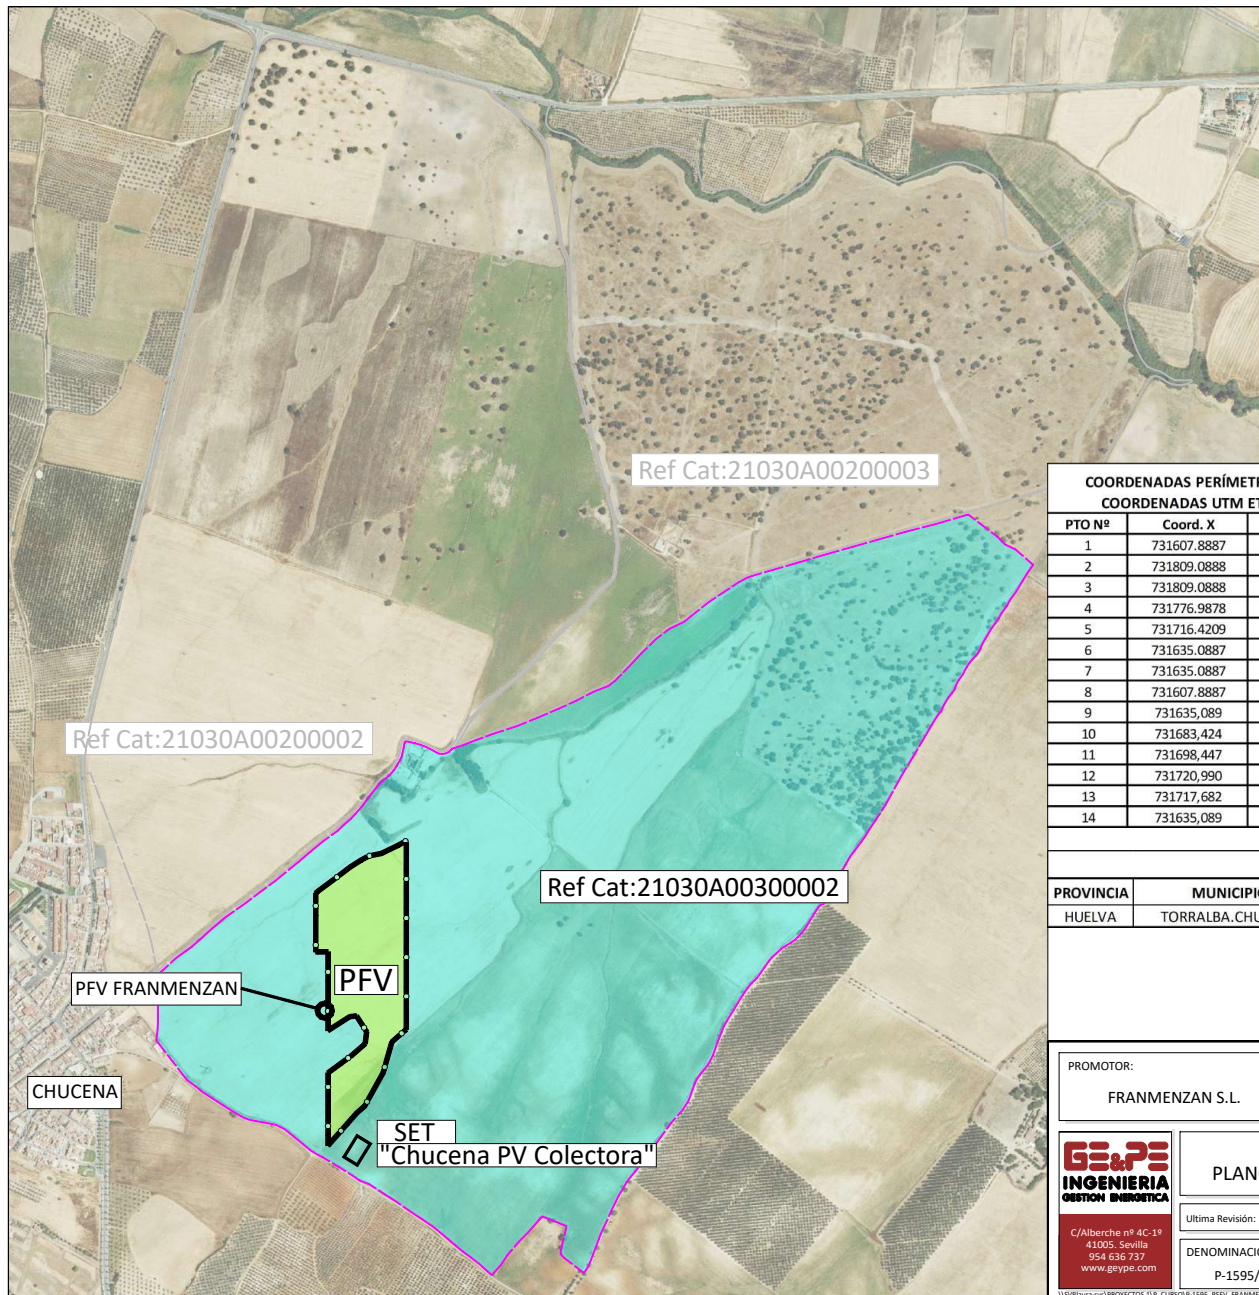 Ref Cat:21030A00200003
Ref Cat:21030A00200002
Ref Cat:21030A00300002
PFV FRANMENZAN
PFV
CHUCENA
SET
"Chucena PV Colectora"
COORDENADAS PERÍMETR
COORDENADAS UTM ET
PTO Nº Coord. X
1 731607.8887
2 731809.0888
3 731809.0888
4 731776.9878
5 731716.4209
6 731635.0887
7 731635.0887
8 731607.8887
9 731635,089
10 731683,424
11 731698,447
12 731720,990
13 731717,682
14 731635,089
PROVINCIA MUNICIPI
HUELVA TORRALBA.CHU
PROMOTOR:
FRANMENZAN S.L.
GE&PE
INGENIERIA
GESTION ENERGETICA
C/Alberche nº 4C-1º
41005. Sevilla
954 636 737
www.geype.com
PLAN
Ultima Revisión:
DENOMINACI
P-1595/